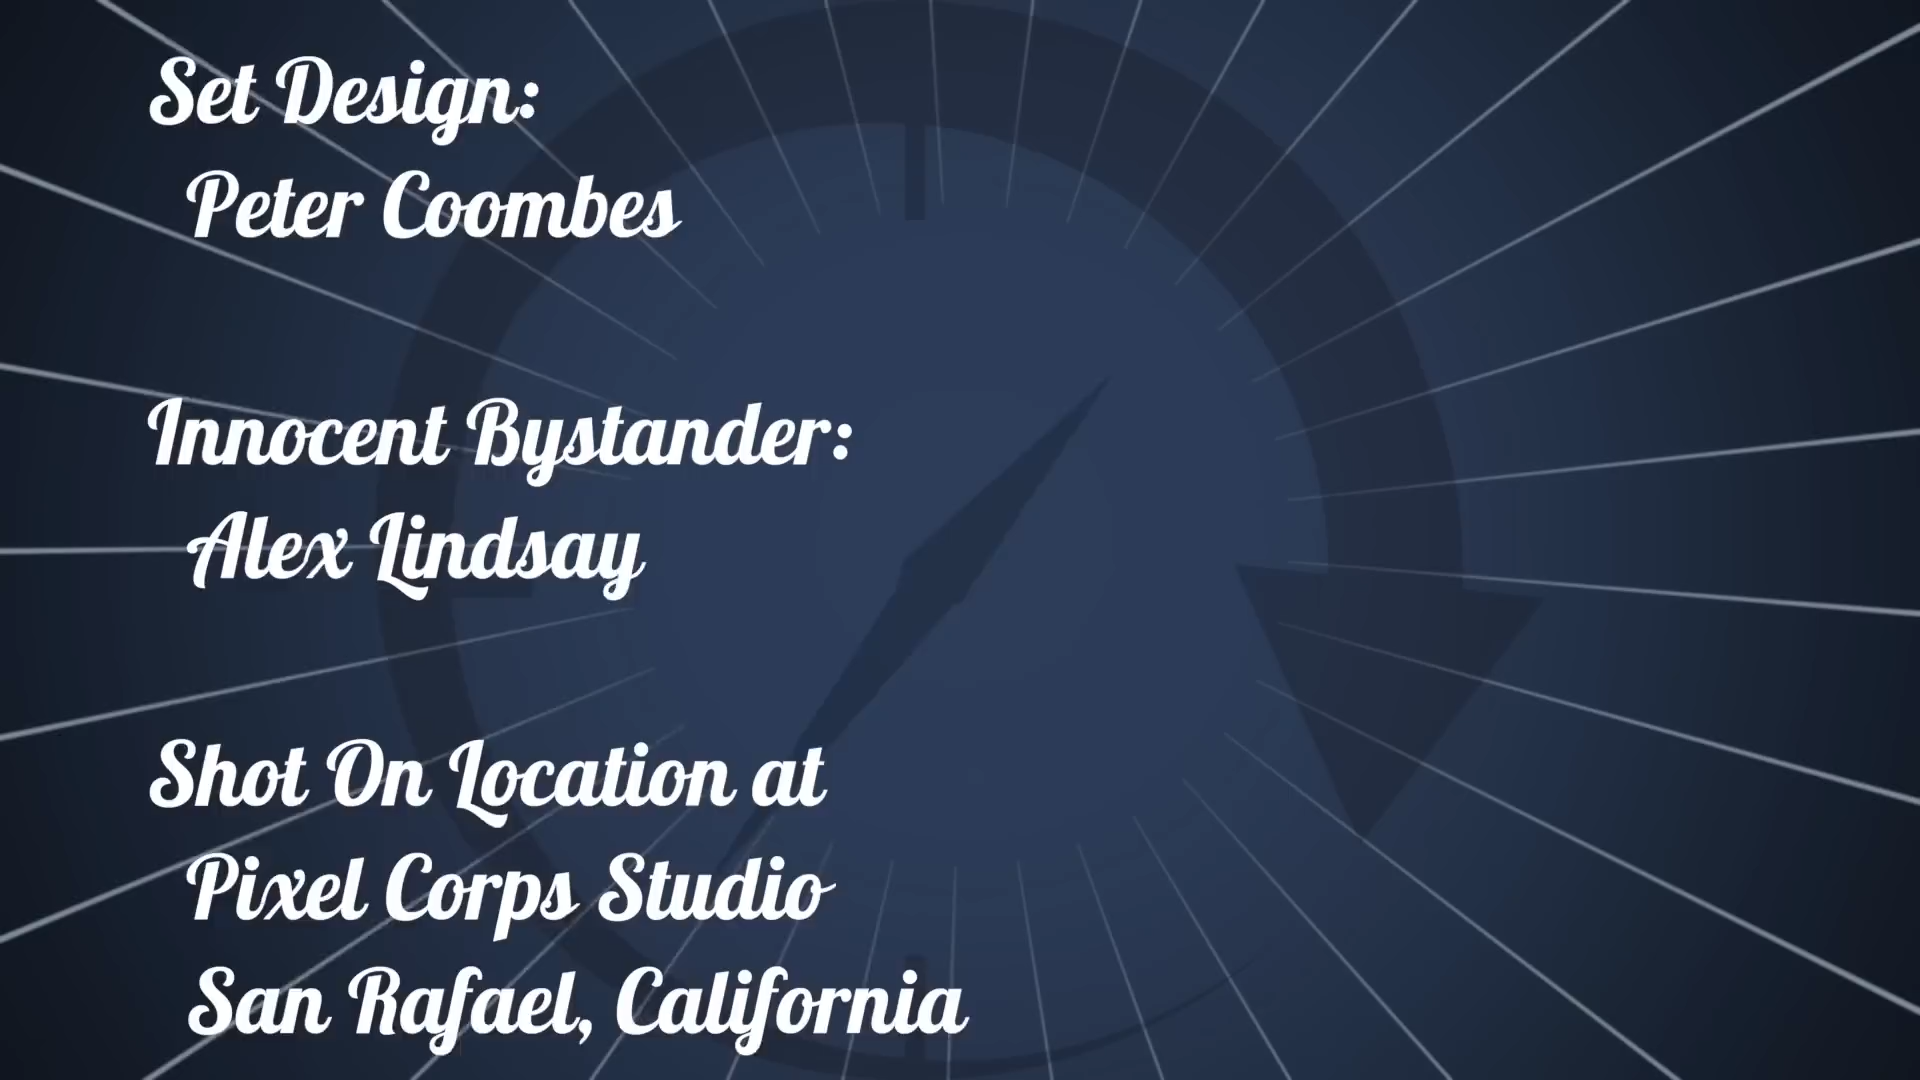 Set Design:
Peter Coombes
Innocent Bystander:
Alex Lindsay
Shot On Location at
Pixel Corps Studio
San Rafael, California